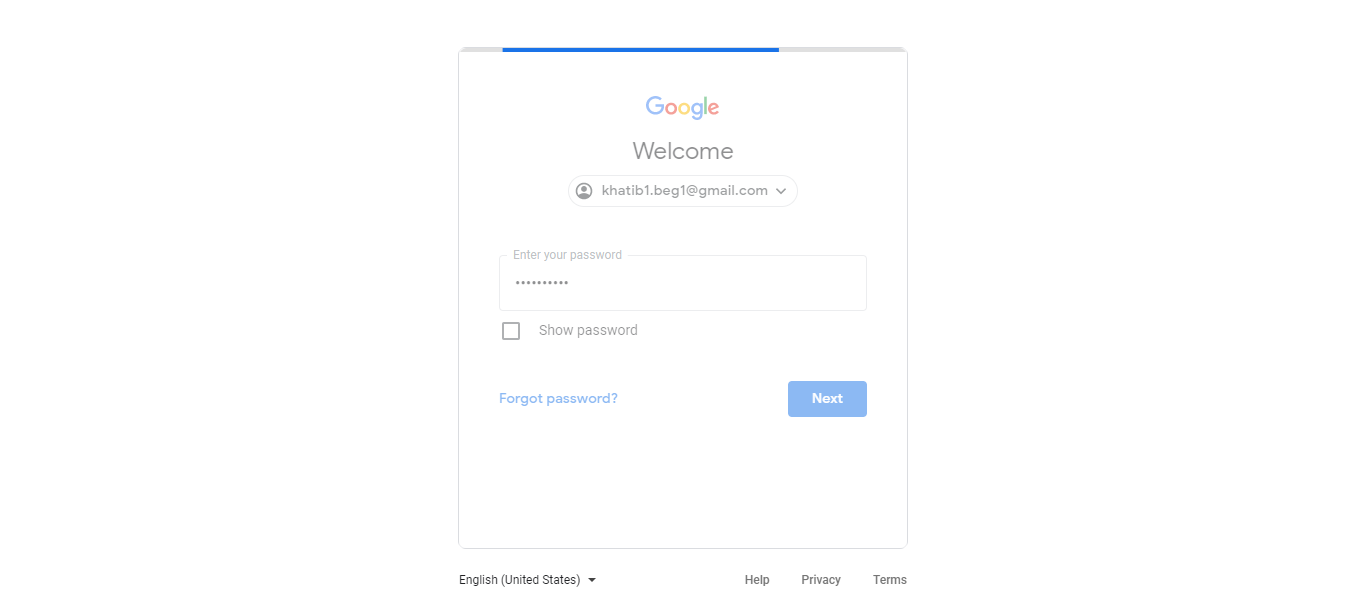 Google
Welcome
khatib1.beg1@gmail.com
Enter your password
••••••••••
Show password
Forgot password?
Next
English (United States)
Help
Privacy
Terms